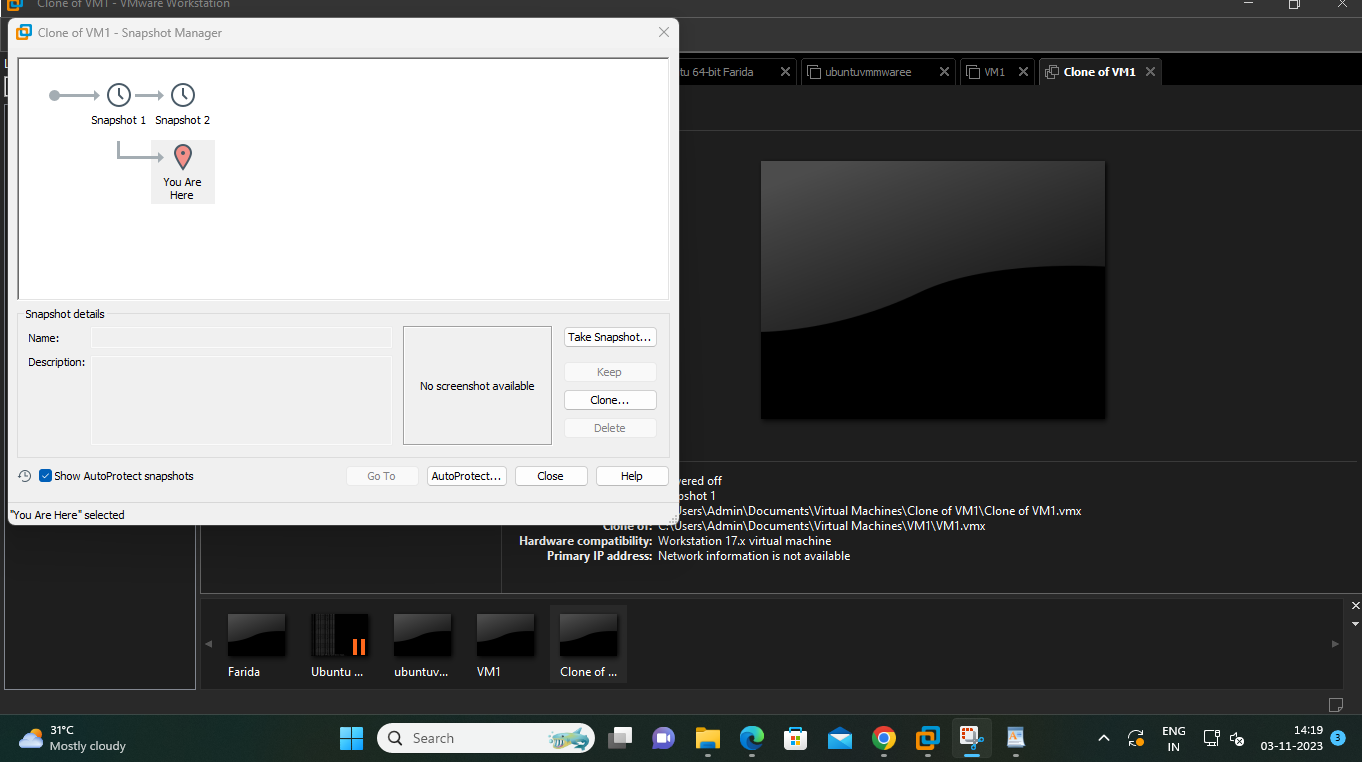 Clone of VM1 - VMware Workstation
Clone of VM1 - Snapshot Manager
64-bit Farida
ubuntuvmmwaree
VM1
Clone of VM1
Snapshot 1
Snapshot 2
You Are
Here
Snapshot details
Name:
Take Snapshot...
Description:
Keep
No screenshot available
Clone...
Delete
Show AutoProtect snapshots
Go To
AutoProtect...
Close
Help
"You Are Here" selected
ered off
pshot 1
Users\Admin\Documents\Virtual Machines\Clone of VM1\Clone of VM1.vmx
Clone of: C:\Users\Admin\Documents\Virtual Machines\VM1\VM1.vmx
Hardware compatibility: Workstation 17.x virtual machine
Primary IP address: Network information is not available
Farida
Ubuntu ...
ubuntuv...
VM1
Clone of ...
31°C
Mostly cloudy
Search
ENG
IN
14:19
03-11-2023
3